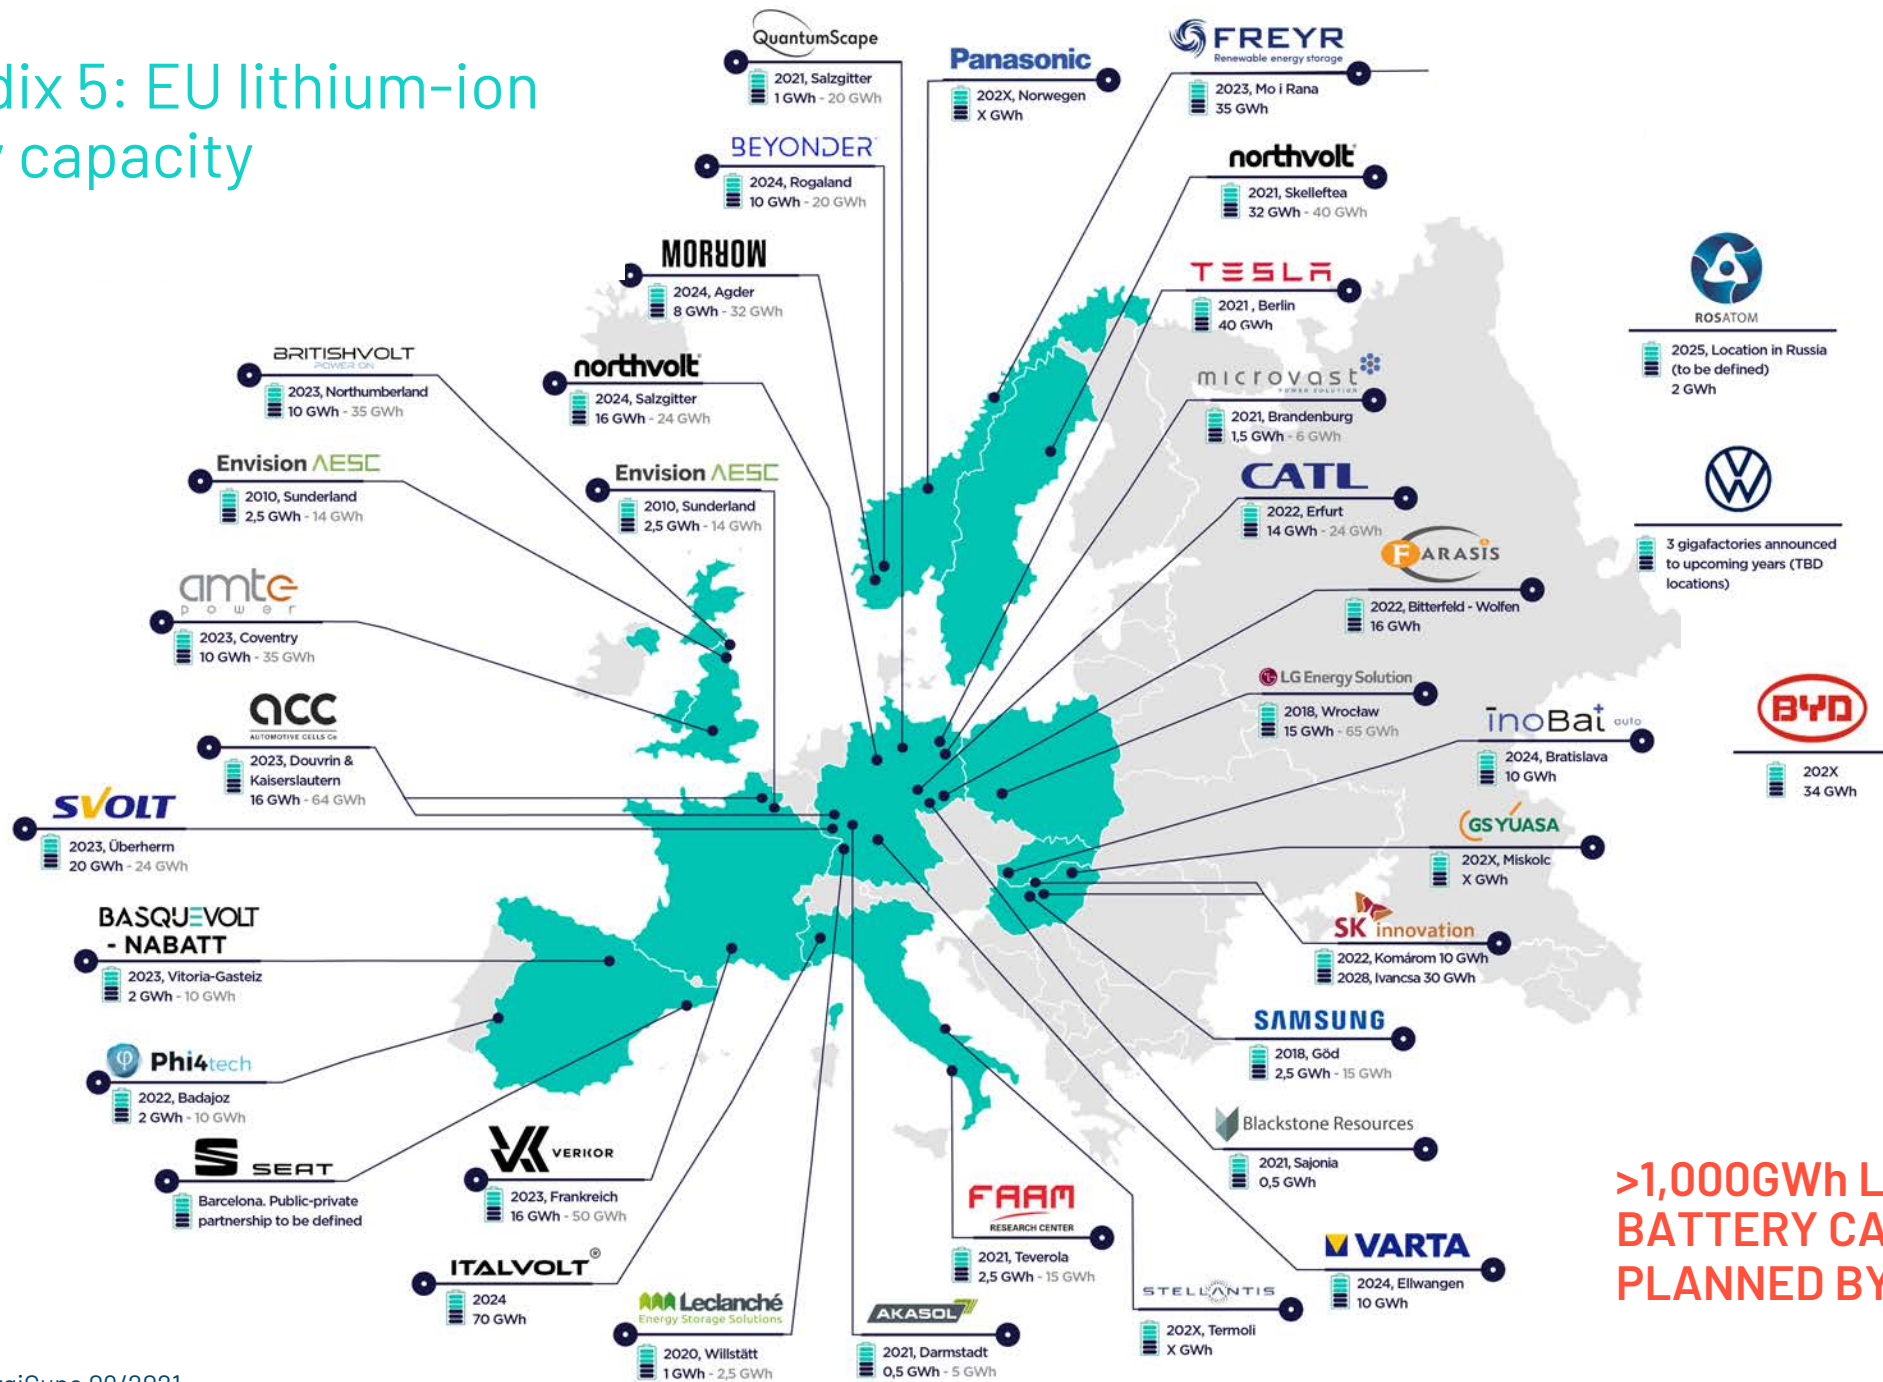 dix 5: EU lithium-ion
y capacity
QuantumScape
2021, Salzgitter
1 GWh - 20 GWh
Panasonic
202X, Norwegen
X GWh
FREYR
Renewable energy storage
2023, Mo i Rana
35 GWh
BEYONDER
2024, Rogaland
10 GWh - 20 GWh
northvolt
2021, Skelleftea
32 GWh - 40 GWh
MORROW
2024, Agder
8 GWh - 32 GWh
TESLA
2021 , Berlin
40 GWh
ROSATOM
2025, Location in Russia
(to be defined)
2 GWh
BRITISHVOLT
POWER ON
2023, Northumberland
10 GWh - 35 GWh
northvolt
2024, Salzgitter
16 GWh - 24 GWh
microvast
POWER SOLUTION
2021, Brandenburg
1,5 GWh - 6 GWh
Envision AESC
2010, Sunderland
2,5 GWh - 14 GWh
Envision AESC
2010, Sunderland
2,5 GWh - 14 GWh
CATL
2022, Erfurt
14 GWh - 24 GWh
3 gigafactories announced
to upcoming years (TBD
locations)
FARASIS
2022, Bitterfeld - Wolfen
16 GWh
amte
power
2023, Coventry
10 GWh - 35 GWh
LG Energy Solution
2018, Wrocław
15 GWh - 65 GWh
acc
AUTOMOTIVE CELLS Co
2023, Douvrin &
Kaiserslautern
16 GWh - 64 GWh
inoBat auto
2024, Bratislava
10 GWh
BYD
202X
34 GWh
SVOLT
2023, Überherrn
20 GWh - 24 GWh
GS YUASA
202X, Miskolc
X GWh
BASQUEVOLT
- NABATT
2023, Vitoria-Gasteiz
2 GWh - 10 GWh
SK innovation
2022, Komárom 10 GWh
2028, Ivancsa 30 GWh
Phi4tech
2022, Badajoz
2 GWh - 10 GWh
SAMSUNG
2018, Göd
2,5 GWh - 15 GWh
SEAT
Barcelona. Public-private
partnership to be defined
VERKOR
2023, Frankreich
16 GWh - 50 GWh
Blackstone Resources
2021, Sajonia
0,5 GWh
FAAM
RESEARCH CENTER
2021, Teverola
2,5 GWh - 15 GWh
>1,000GWh L
BATTERY CA
PLANNED BY
ITALVOLT®
2024
70 GWh
VARTA
2024, Ellwangen
10 GWh
Leclanché
Energy Storage Solutions
2020, Willstätt
1 GWh - 2,5 GWh
AKASOL
2021, Darmstadt
0,5 GWh - 5 GWh
STELLANTIS
202X, Termoli
X GWh